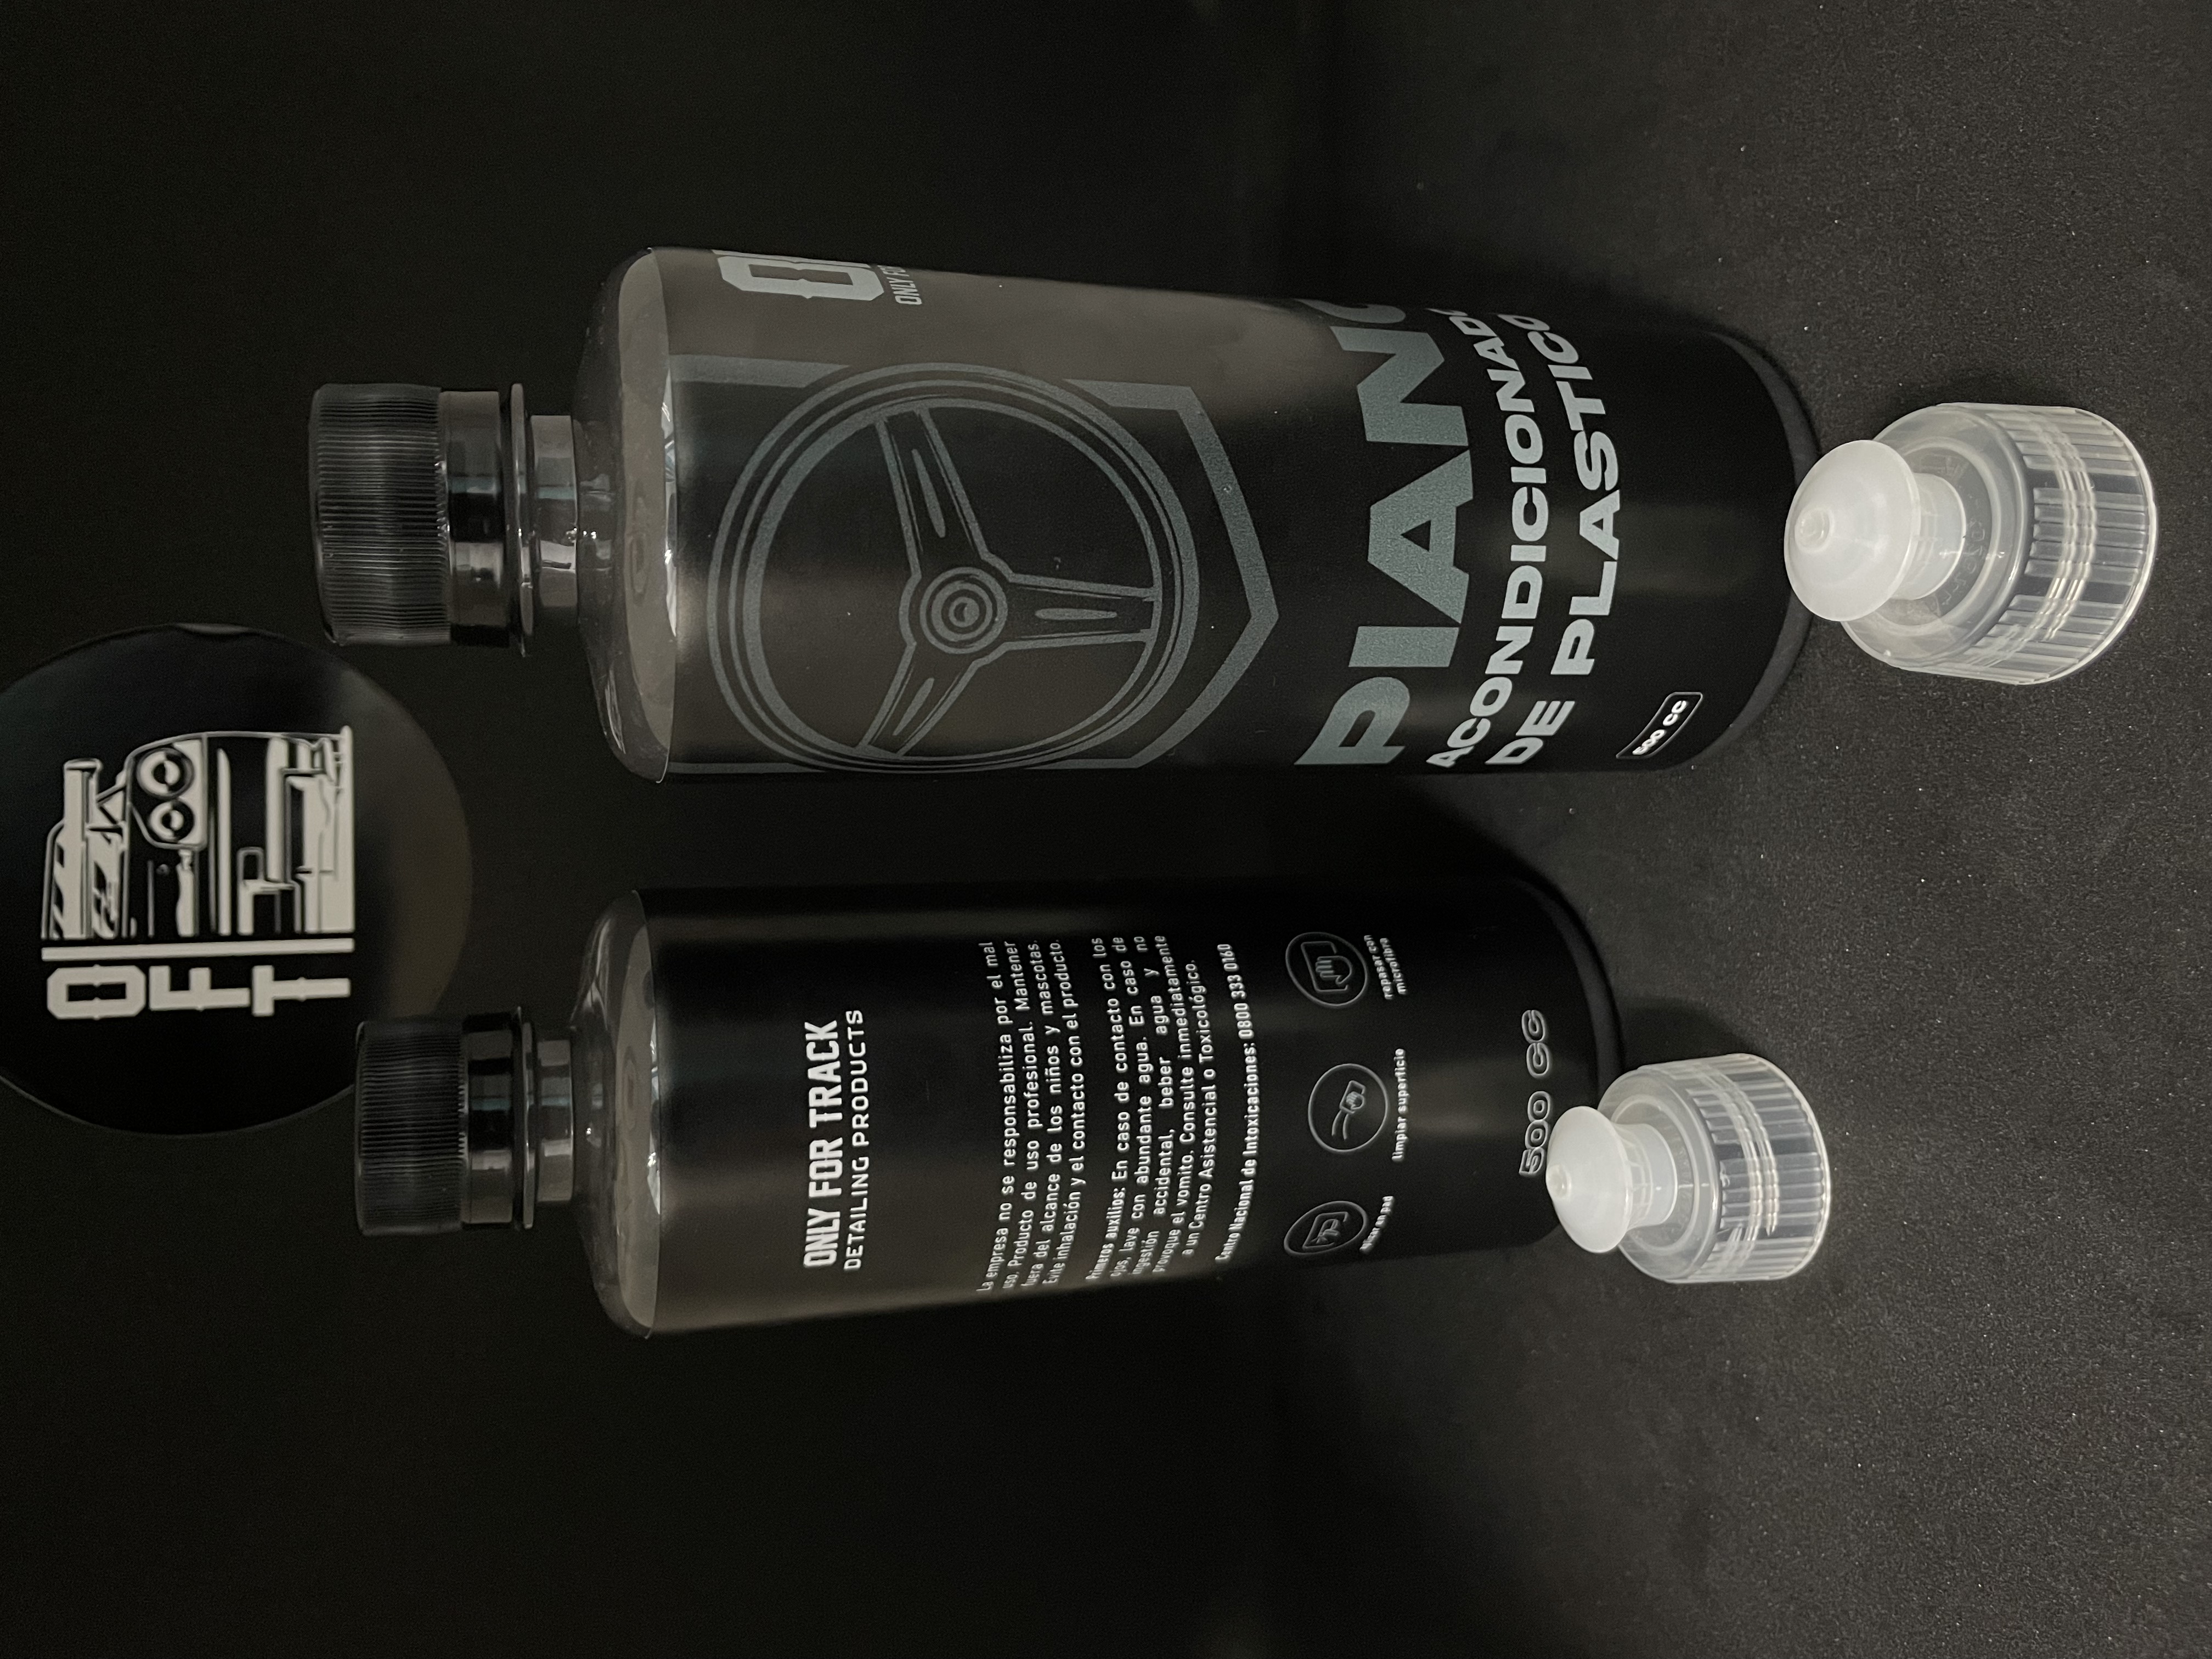 OFT
ONLY FOR TRACK
DETAILING PRODUCTS
La empresa no se responsabiliza por el mal
uso. Producto de uso profesional. Mantener
fuera del alcance de los niños y mascotas.
Evite inhalación y el contacto con el producto.
Primeros auxilios: En caso de contacto con los
ojos, lave con abundante agua. En caso de
ingestión accidental, beber agua y no
provoque el vomito. Consulte inmediatamente
a un Centro Asistencial o Toxicológico.
Centro Nacional de Intoxicaciones: 0800 333 0160
aplicar en pad
limpiar superficie
repasar con
microfibra
500 CC
O
ONLY FO
PIANO
ACONDICIONADO
DE PLASTICO
500 CC